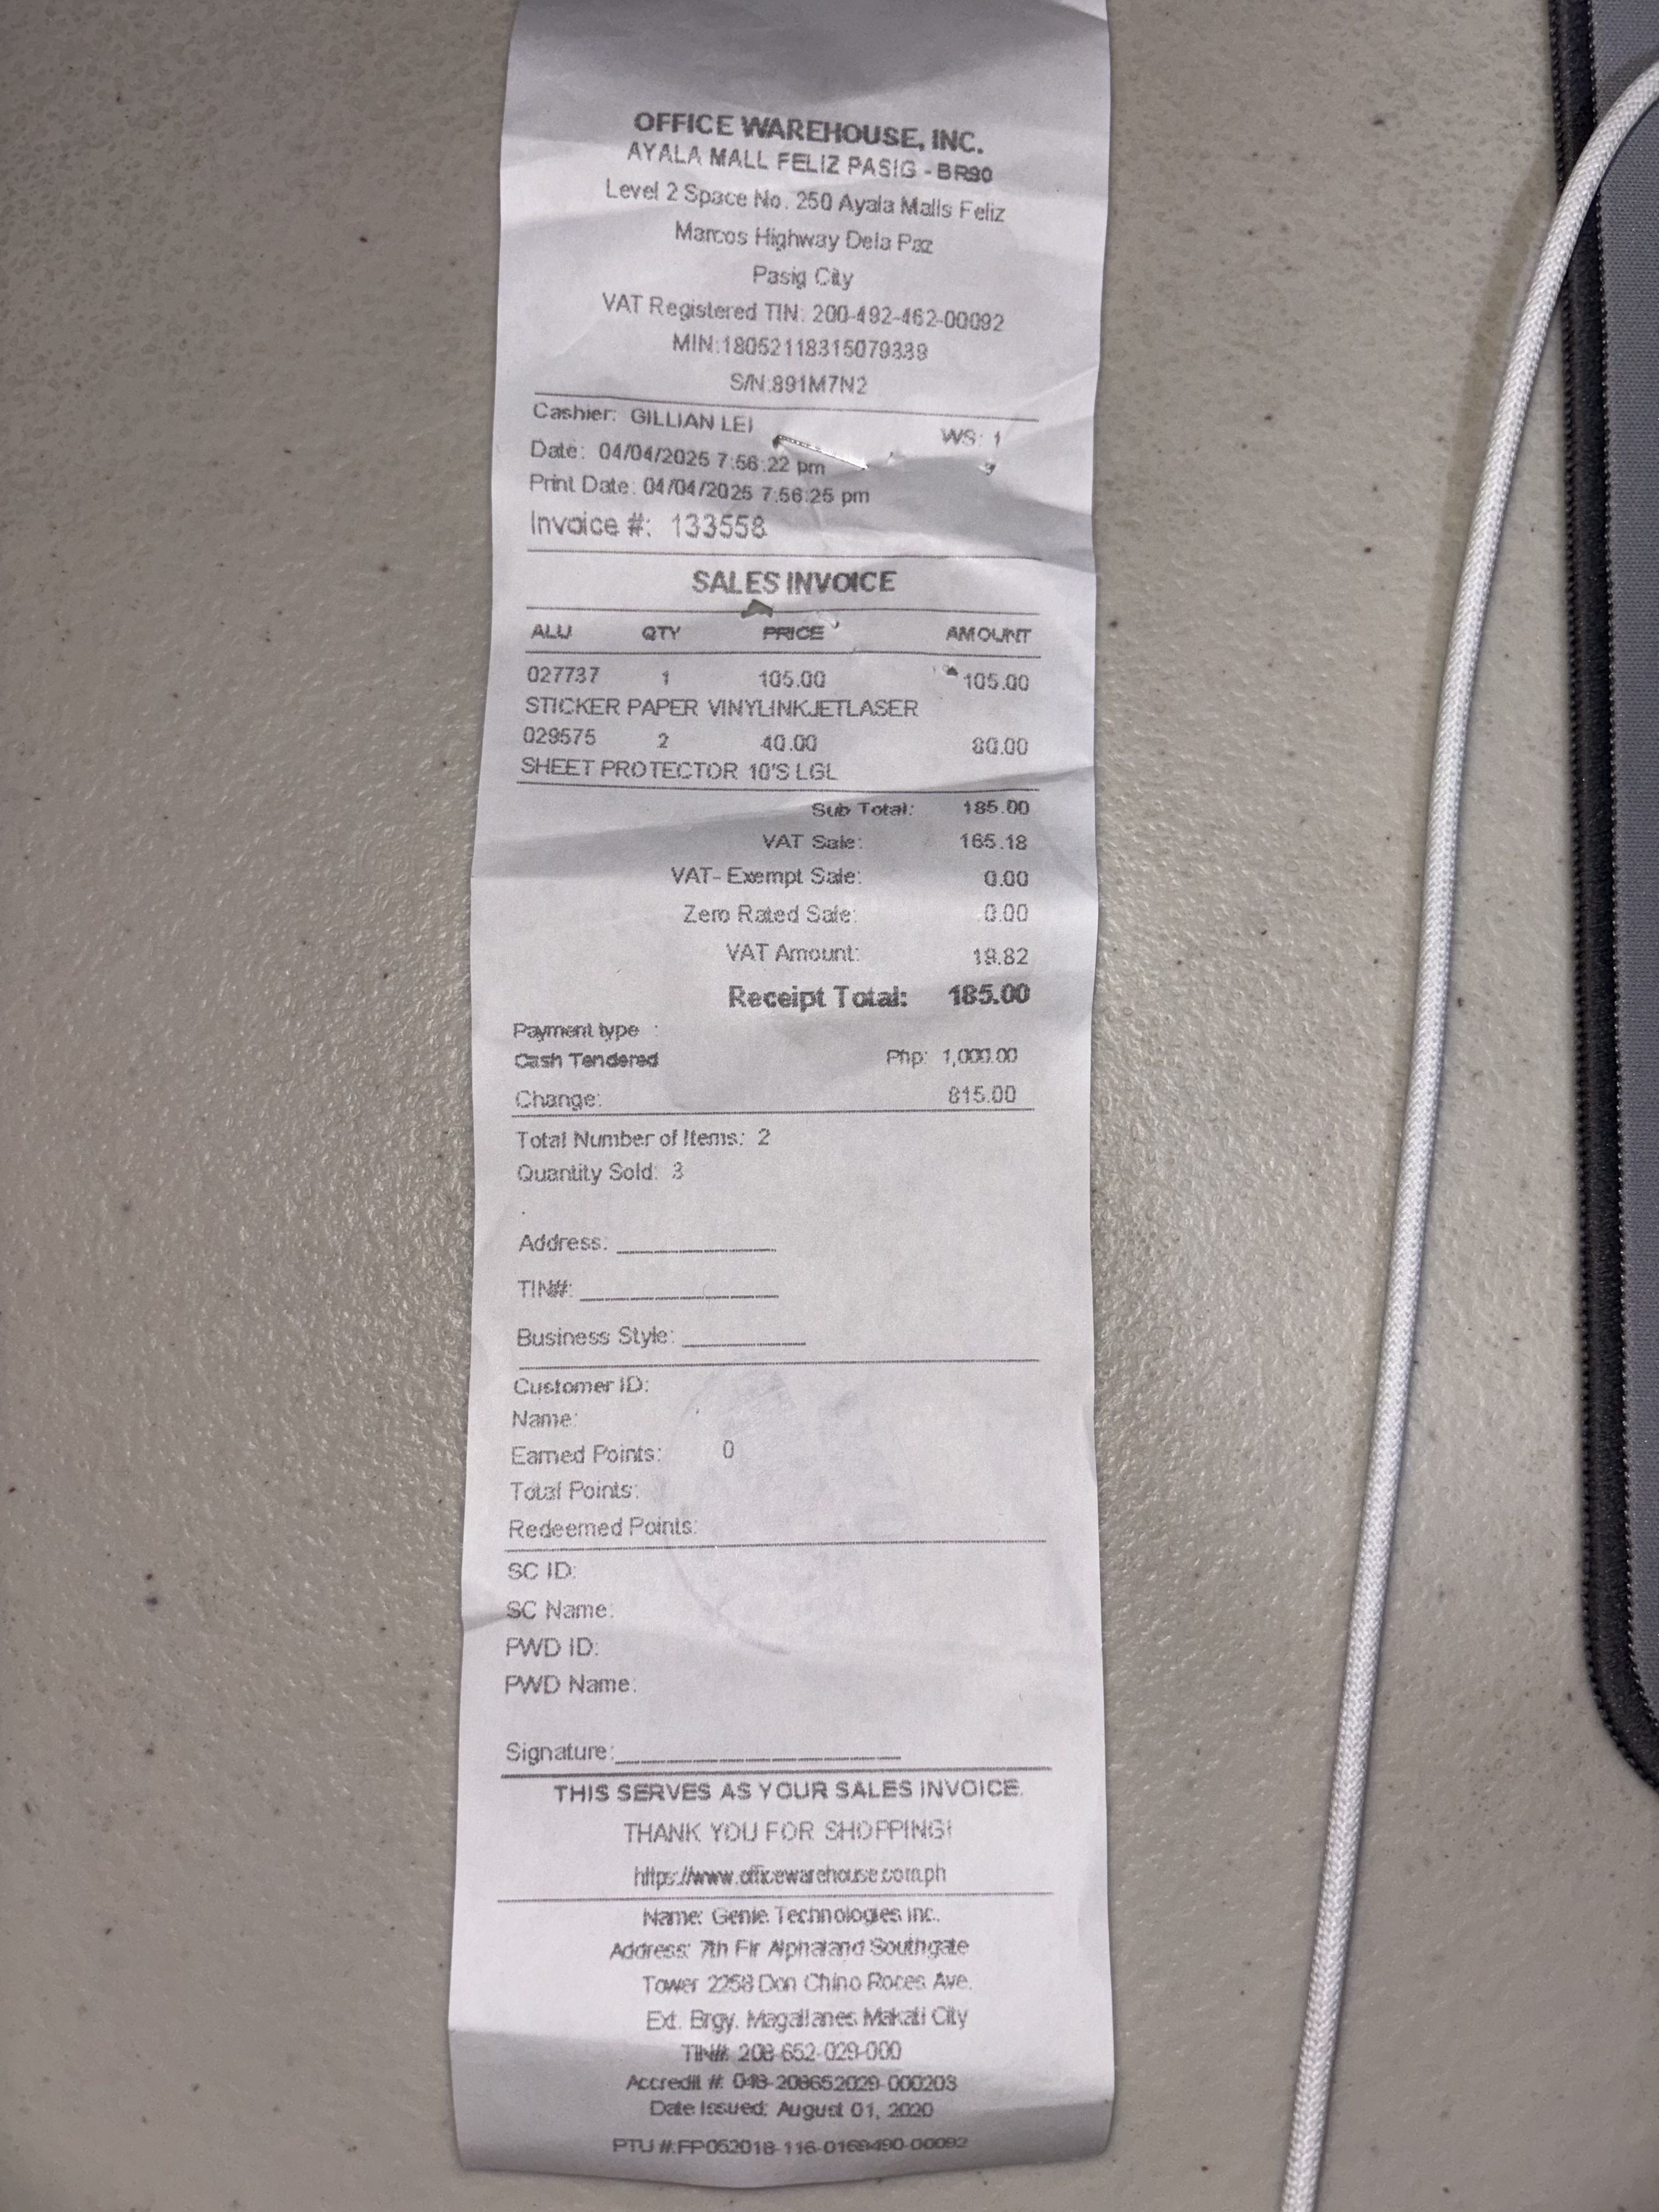 OFFICE WAREHOUSE, INC.
AYALA MALL FELIZ PASIG - BR90
Level 2 Space No. 250 Ayala Malls Feliz
Marcos Highway Dela Paz
Pasig City
VAT Registered TIN: 200-492-462-00092
MIN:18052118315079339
S/N:891M7N2
Cashier: GILLIAN LEI WS: 1
Date: 04/04/2025 7:56:22 pm
Print Date: 04/04/2025 7:56:25 pm
Invoice #: 133558
SALES INVOICE
ALU QTY PRICE AMOUNT
027737 1 105.00 105.00
STICKER PAPER VINYLINKJETLASER
029575 2 40.00 80.00
SHEET PROTECTOR 10'S LGL
Sub Total: 185.00
VAT Sale: 165.18
VAT- Exempt Sale: 0.00
Zero Rated Sale: 0.00
VAT Amount: 19.82
Receipt Total: 185.00
Payment type :
Cash Tendered Php: 1,000.00
Change: 815.00
Total Number of Items: 2
Quantity Sold: 3
Address:
TIN#:
Business Style:
Customer ID:
Name:
Earned Points: 0
Total Points:
Redeemed Points:
SC ID:
SC Name:
PWD ID:
PWD Name:
Signature:
THIS SERVES AS YOUR SALES INVOICE.
THANK YOU FOR SHOPPING!
https://www.officewarehouse.com.ph
Name: Genie Technologies Inc.
Address: 7th Flr Alphaland Southgate
Tower 2258 Don Chino Roces Ave.
Ext. Brgy. Magallanes Makati City
TIN#: 208-652-029-000
Accredit #: 048-208652029-000203
Date Issued: August 01, 2020
PTU #:FP052018-116-0169490-00092